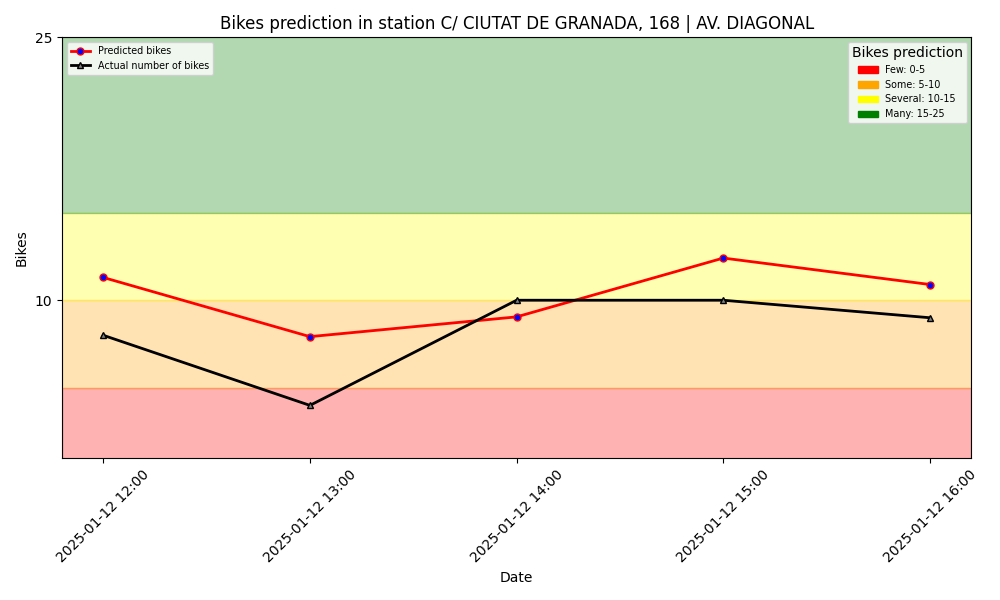 Bikes prediction in station C/ CIUTAT DE GRANADA, 168 | AV. DIAGONAL
25
Predicted bikes
Actual number of bikes
Bikes prediction
Few: 0-5
Some: 5-10
Several: 10-15
Many: 15-25
Bikes
10
2025-01-12 12:00
2025-01-12 13:00
2025-01-12 14:00
2025-01-12 15:00
2025-01-12 16:00
Date